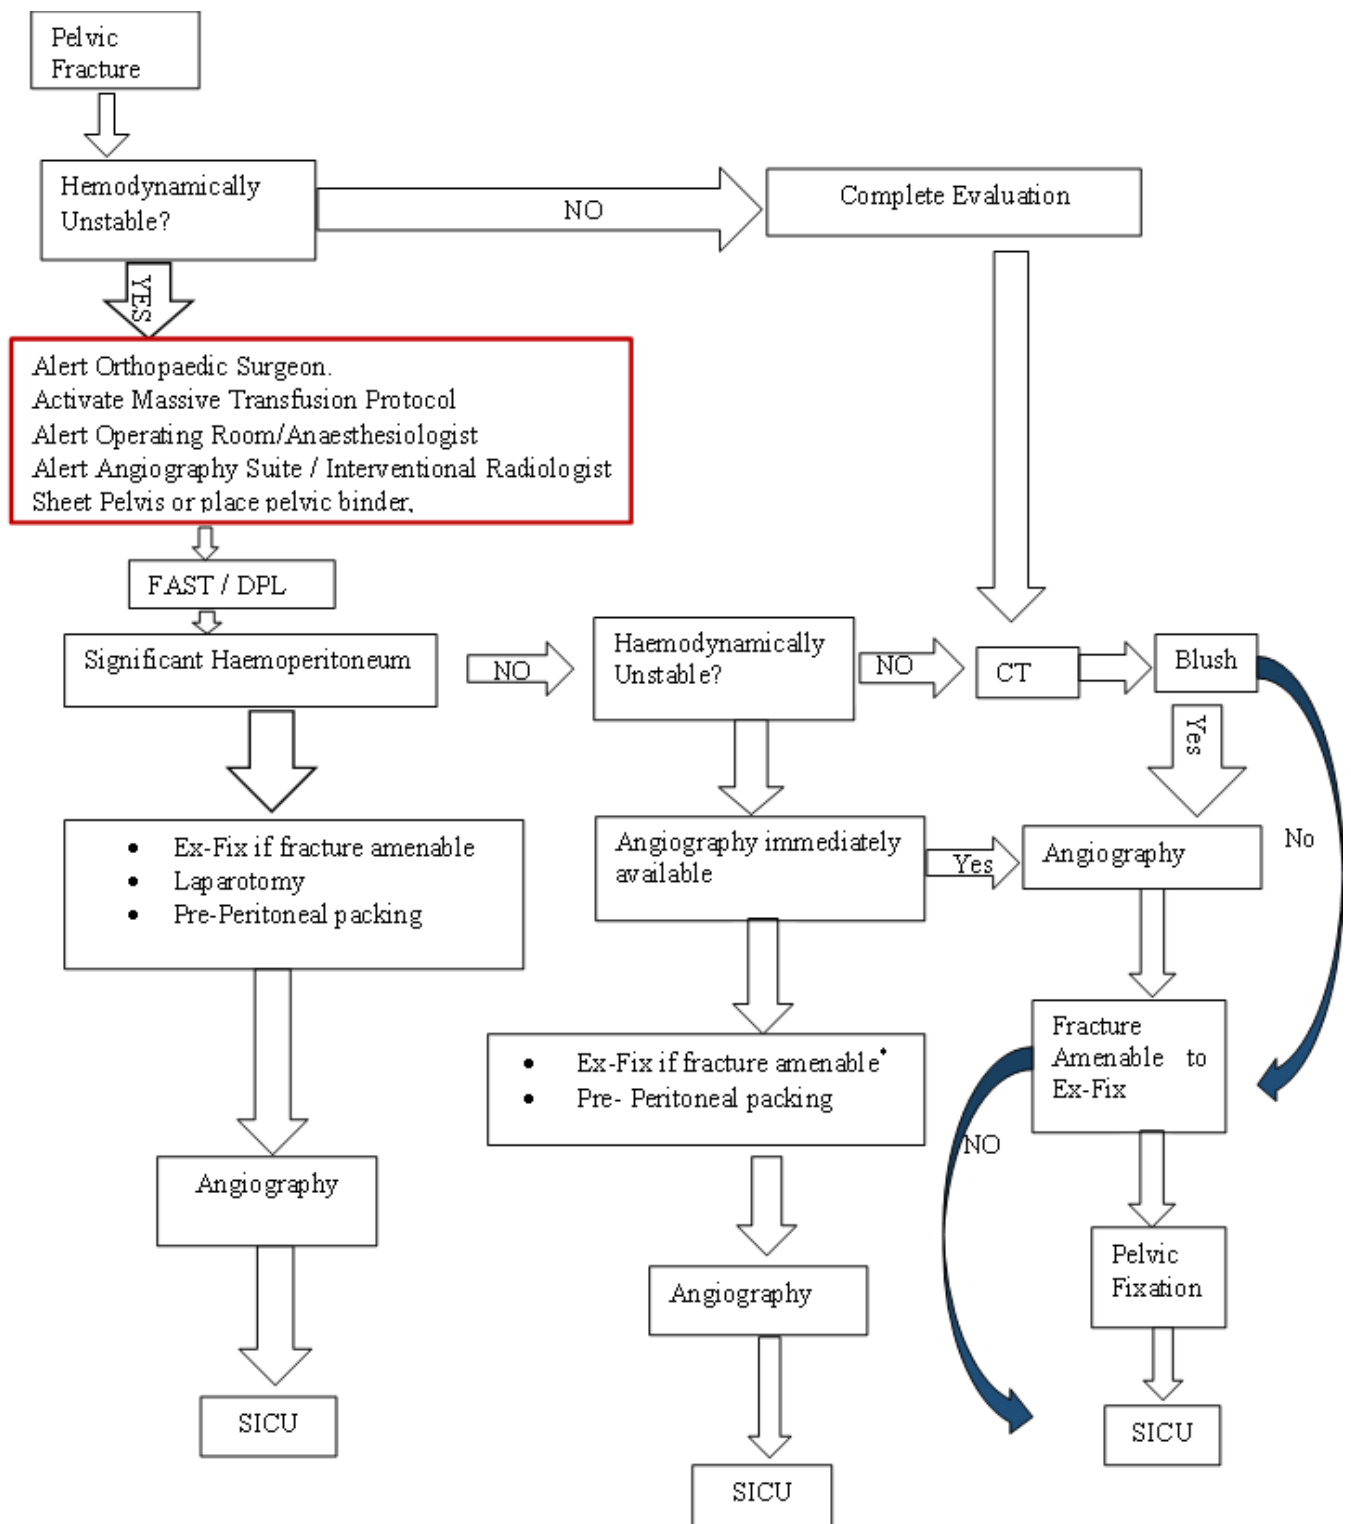 Pelvic
Fracture
Hemodynamically
Unstable?
NO
Complete Evaluation
YES
Alert Orthopaedic Surgeon.
Activate Massive Transfusion Protocol
Alert Operating Room/Anaesthesiologist
Alert Angiography Suite / Interventional Radiologist
Sheet Pelvis or place pelvic binder.
FAST / DPL
Significant Haemoperitoneum
NO
Haemodynamically
Unstable?
NO
CT
Blush
Yes
No
• Ex-Fix if fracture amenable
• Laparotomy
• Pre-Peritoneal packing
Angiography immediately
available
Yes
Angiography
Fracture
Amenable to
Ex-Fix
NO
• Ex-Fix if fracture amenable*
• Pre- Peritoneal packing
Angiography
Angiography
Pelvic
Fixation
SICU
SICU
SICU